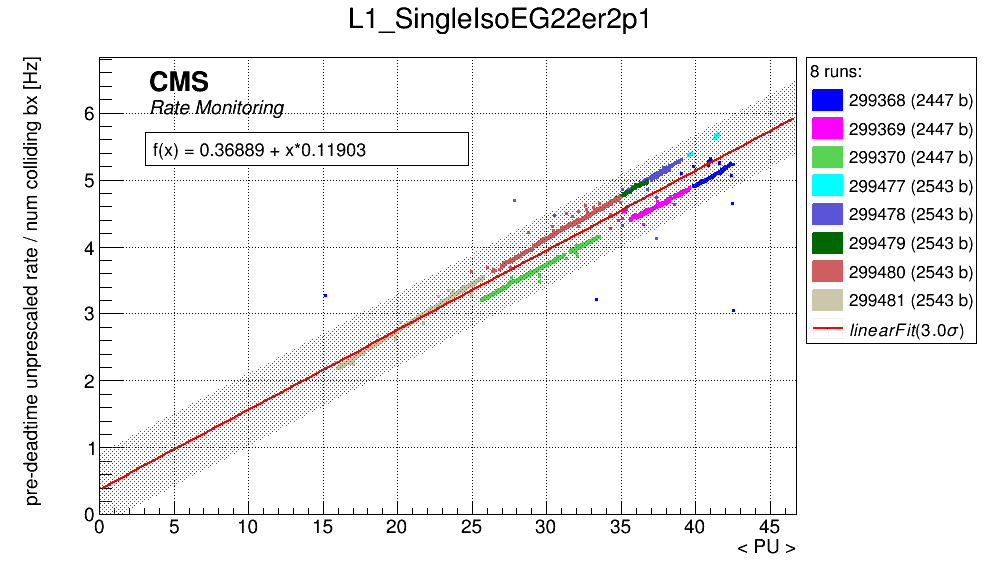 L1_SingleIsoEG22er2p1
pre-deadtime unprescaled rate / num colliding bx [Hz]
CMS
Rate Monitoring
f(x) = 0.36889 + x*0.11903
6
5
4
3
2
1
0
0 5 10 15 20 25 30 35 40 45
< PU >
8 runs:
299368 (2447 b)
299369 (2447 b)
299370 (2447 b)
299477 (2543 b)
299478 (2543 b)
299479 (2543 b)
299480 (2543 b)
299481 (2543 b)
linearFit(3.0σ)